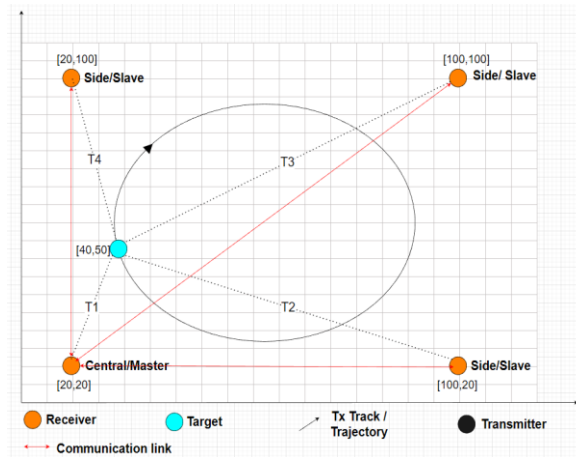 [20,100]
[100,100]
Side/Slave
Side/ Slave
T4
T3
[40,50]
T1
T2
Central/Master
Side/Slave
[20,20]
[100,20]
Receiver
Target
Tx Track /
Trajectory
Transmitter
Communication link